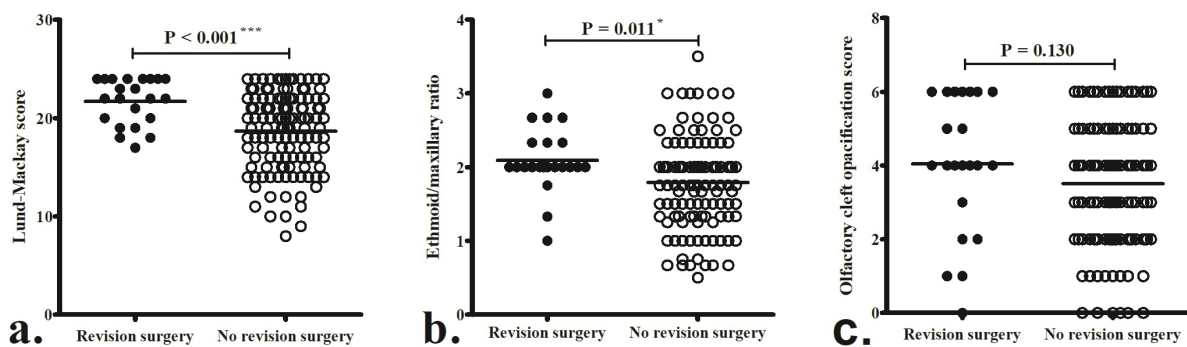 30
P < 0.001***
Lund-Mackay score
20
10
0
Revision surgery
No revision surgery
a.
4
P = 0.011*
Ethmoid/maxillary ratio
3
2
1
0
Revision surgery
No revision surgery
b.
8
P = 0.130
Olfactory cleft opacification score
6
4
2
0
Revision surgery
No revision surgery
c.